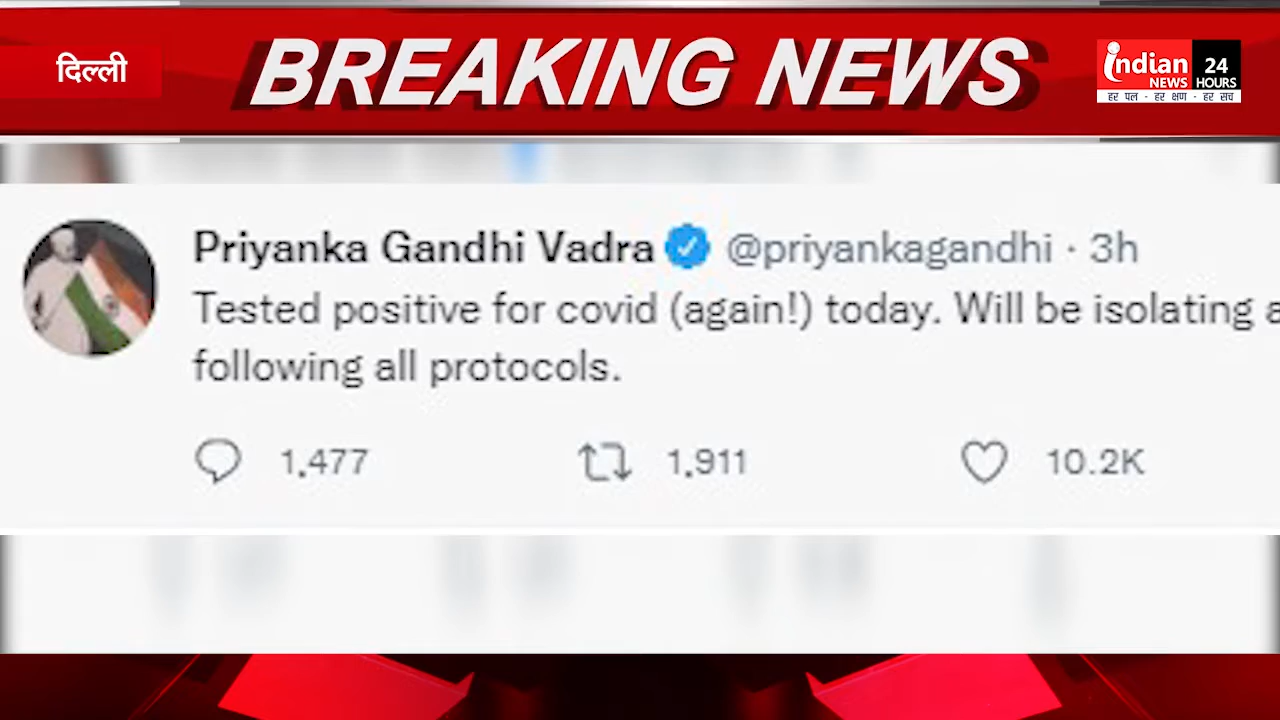 दिल्ली
BREAKING NEWS
indian
NEWS
24
HOURS
हर पल - हर क्षण - हर सच
Priyanka Gandhi Vadra @priyankagandhi · 3h
Tested positive for covid (again!) today. Will be isolating a
following all protocols.
1,477 1,911 10.2K